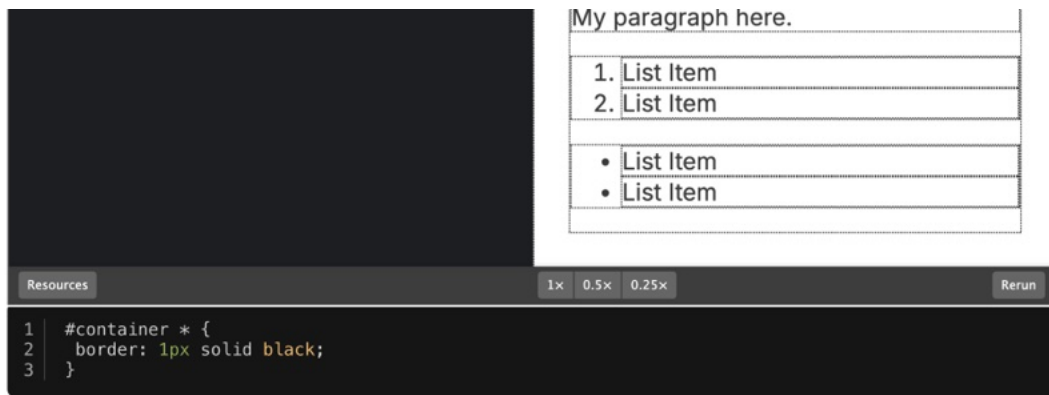 My paragraph here.
1. List Item
2. List Item
• List Item
• List Item
Resources 1× 0.5× 0.25× Rerun
1 #container * {
2 border: 1px solid black;
3 }